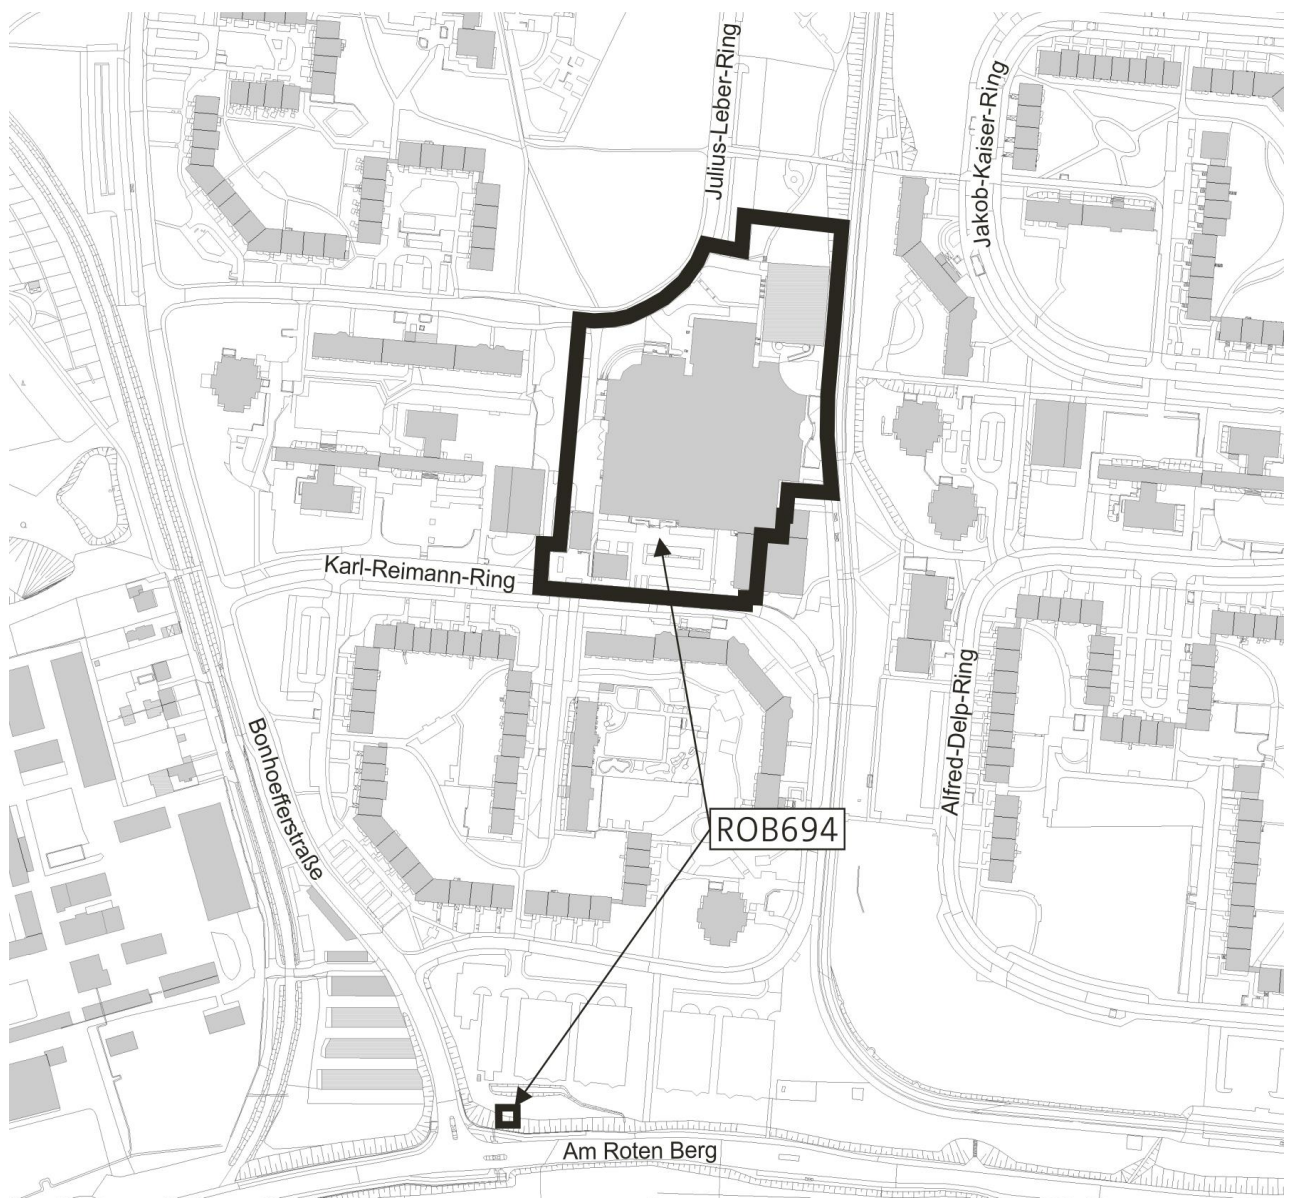 Julius-Leber-Ring
Jakob-Kaiser-Ring
Karl-Reimann-Ring
Alfred-Delp-Ring
Bonhoefferstraße
ROB694
Am Roten Berg